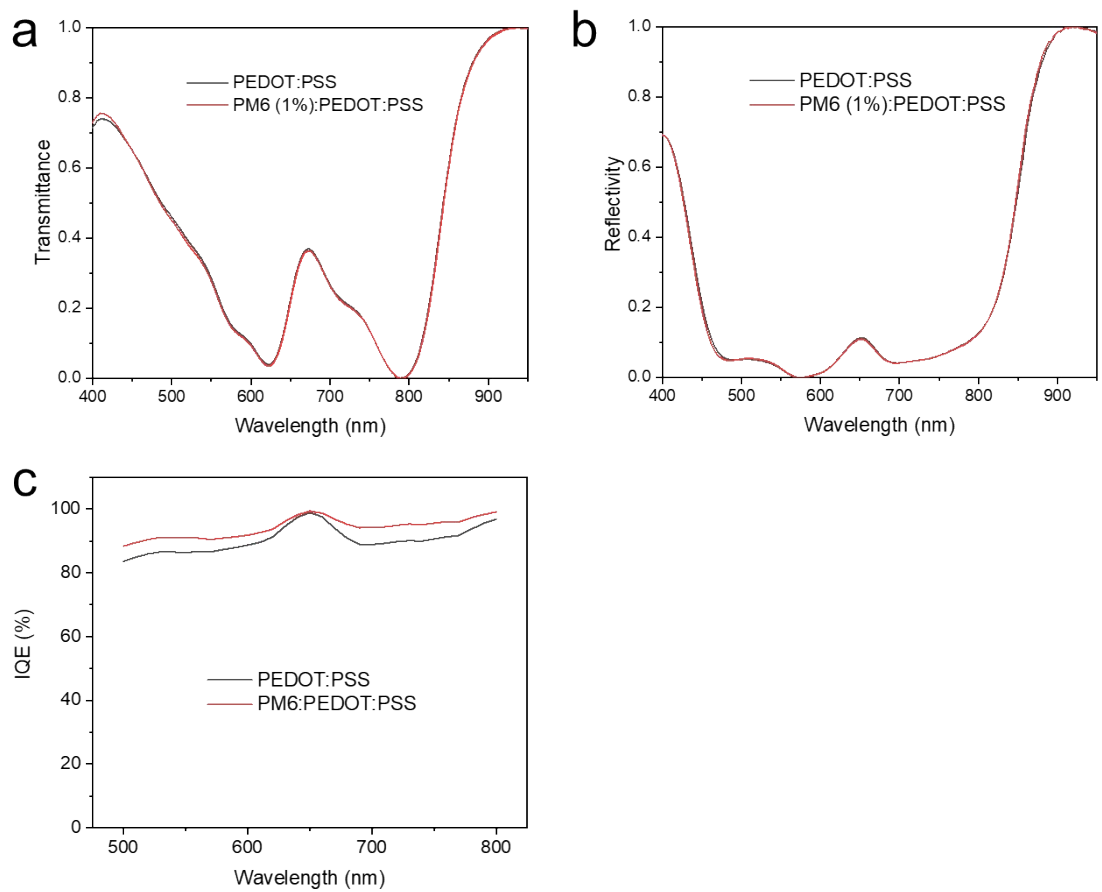 a
1.0
0.8
0.6
0.4
0.2
0.0
Transmittance
PEDOT:PSS
PM6 (1%):PEDOT:PSS
400 500 600 700 800 900
Wavelength (nm)
b
1.0
0.8
0.6
0.4
0.2
0.0
Reflectivity
PEDOT:PSS
PM6 (1%):PEDOT:PSS
400 500 600 700 800 900
Wavelength (nm)
c
100
80
60
40
20
0
IQE (%)
PEDOT:PSS
PM6:PEDOT:PSS
500 600 700 800
Wavelength (nm)